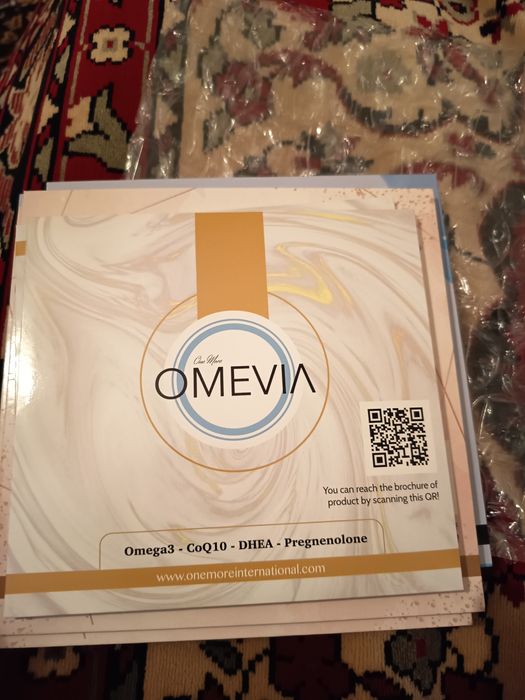 One More
OMEVIA
You can reach the brochure of
product by scanning this QR!
Omega3 - CoQ10 - DHEA - Pregnenolone
www.onemoreinternational.com